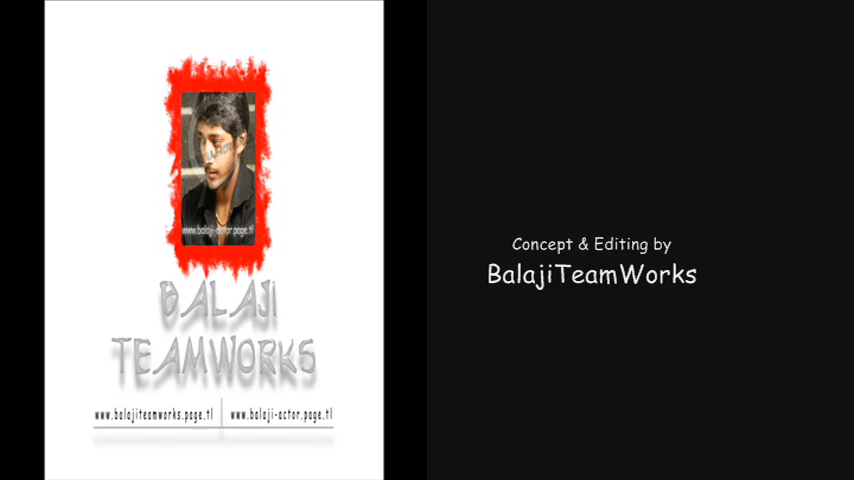 www.balaji-actor.page.tl
BALAJI
TEAMWORKS
www.balajiteamworks.page.tl www.balaji-actor.page.tl
Concept & Editing by
BalajiTeamWorks